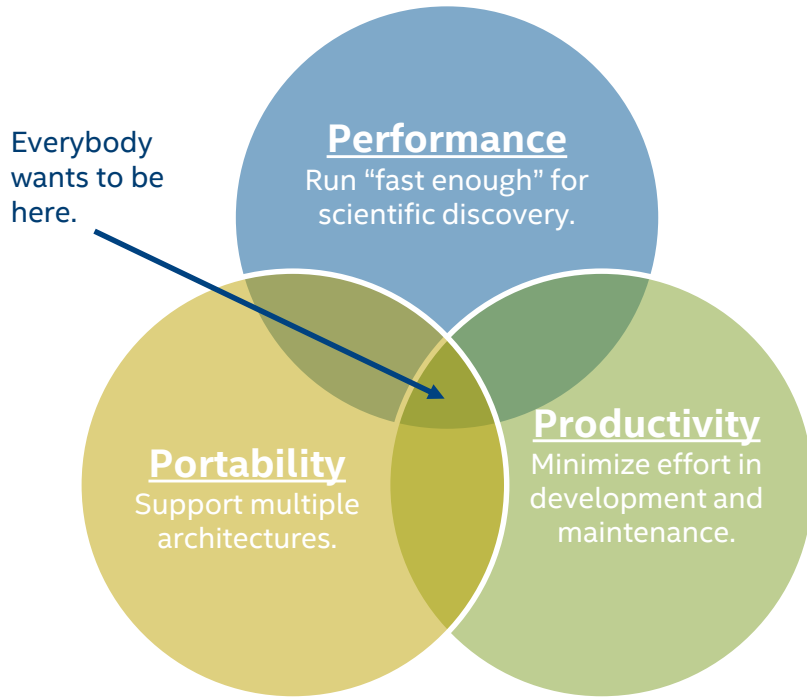 Everybody
wants to be
here.
Performance
Run “fast enough” for
scientific discovery.
Portability
Support multiple
architectures.
Productivity
Minimize effort in
development and
maintenance.